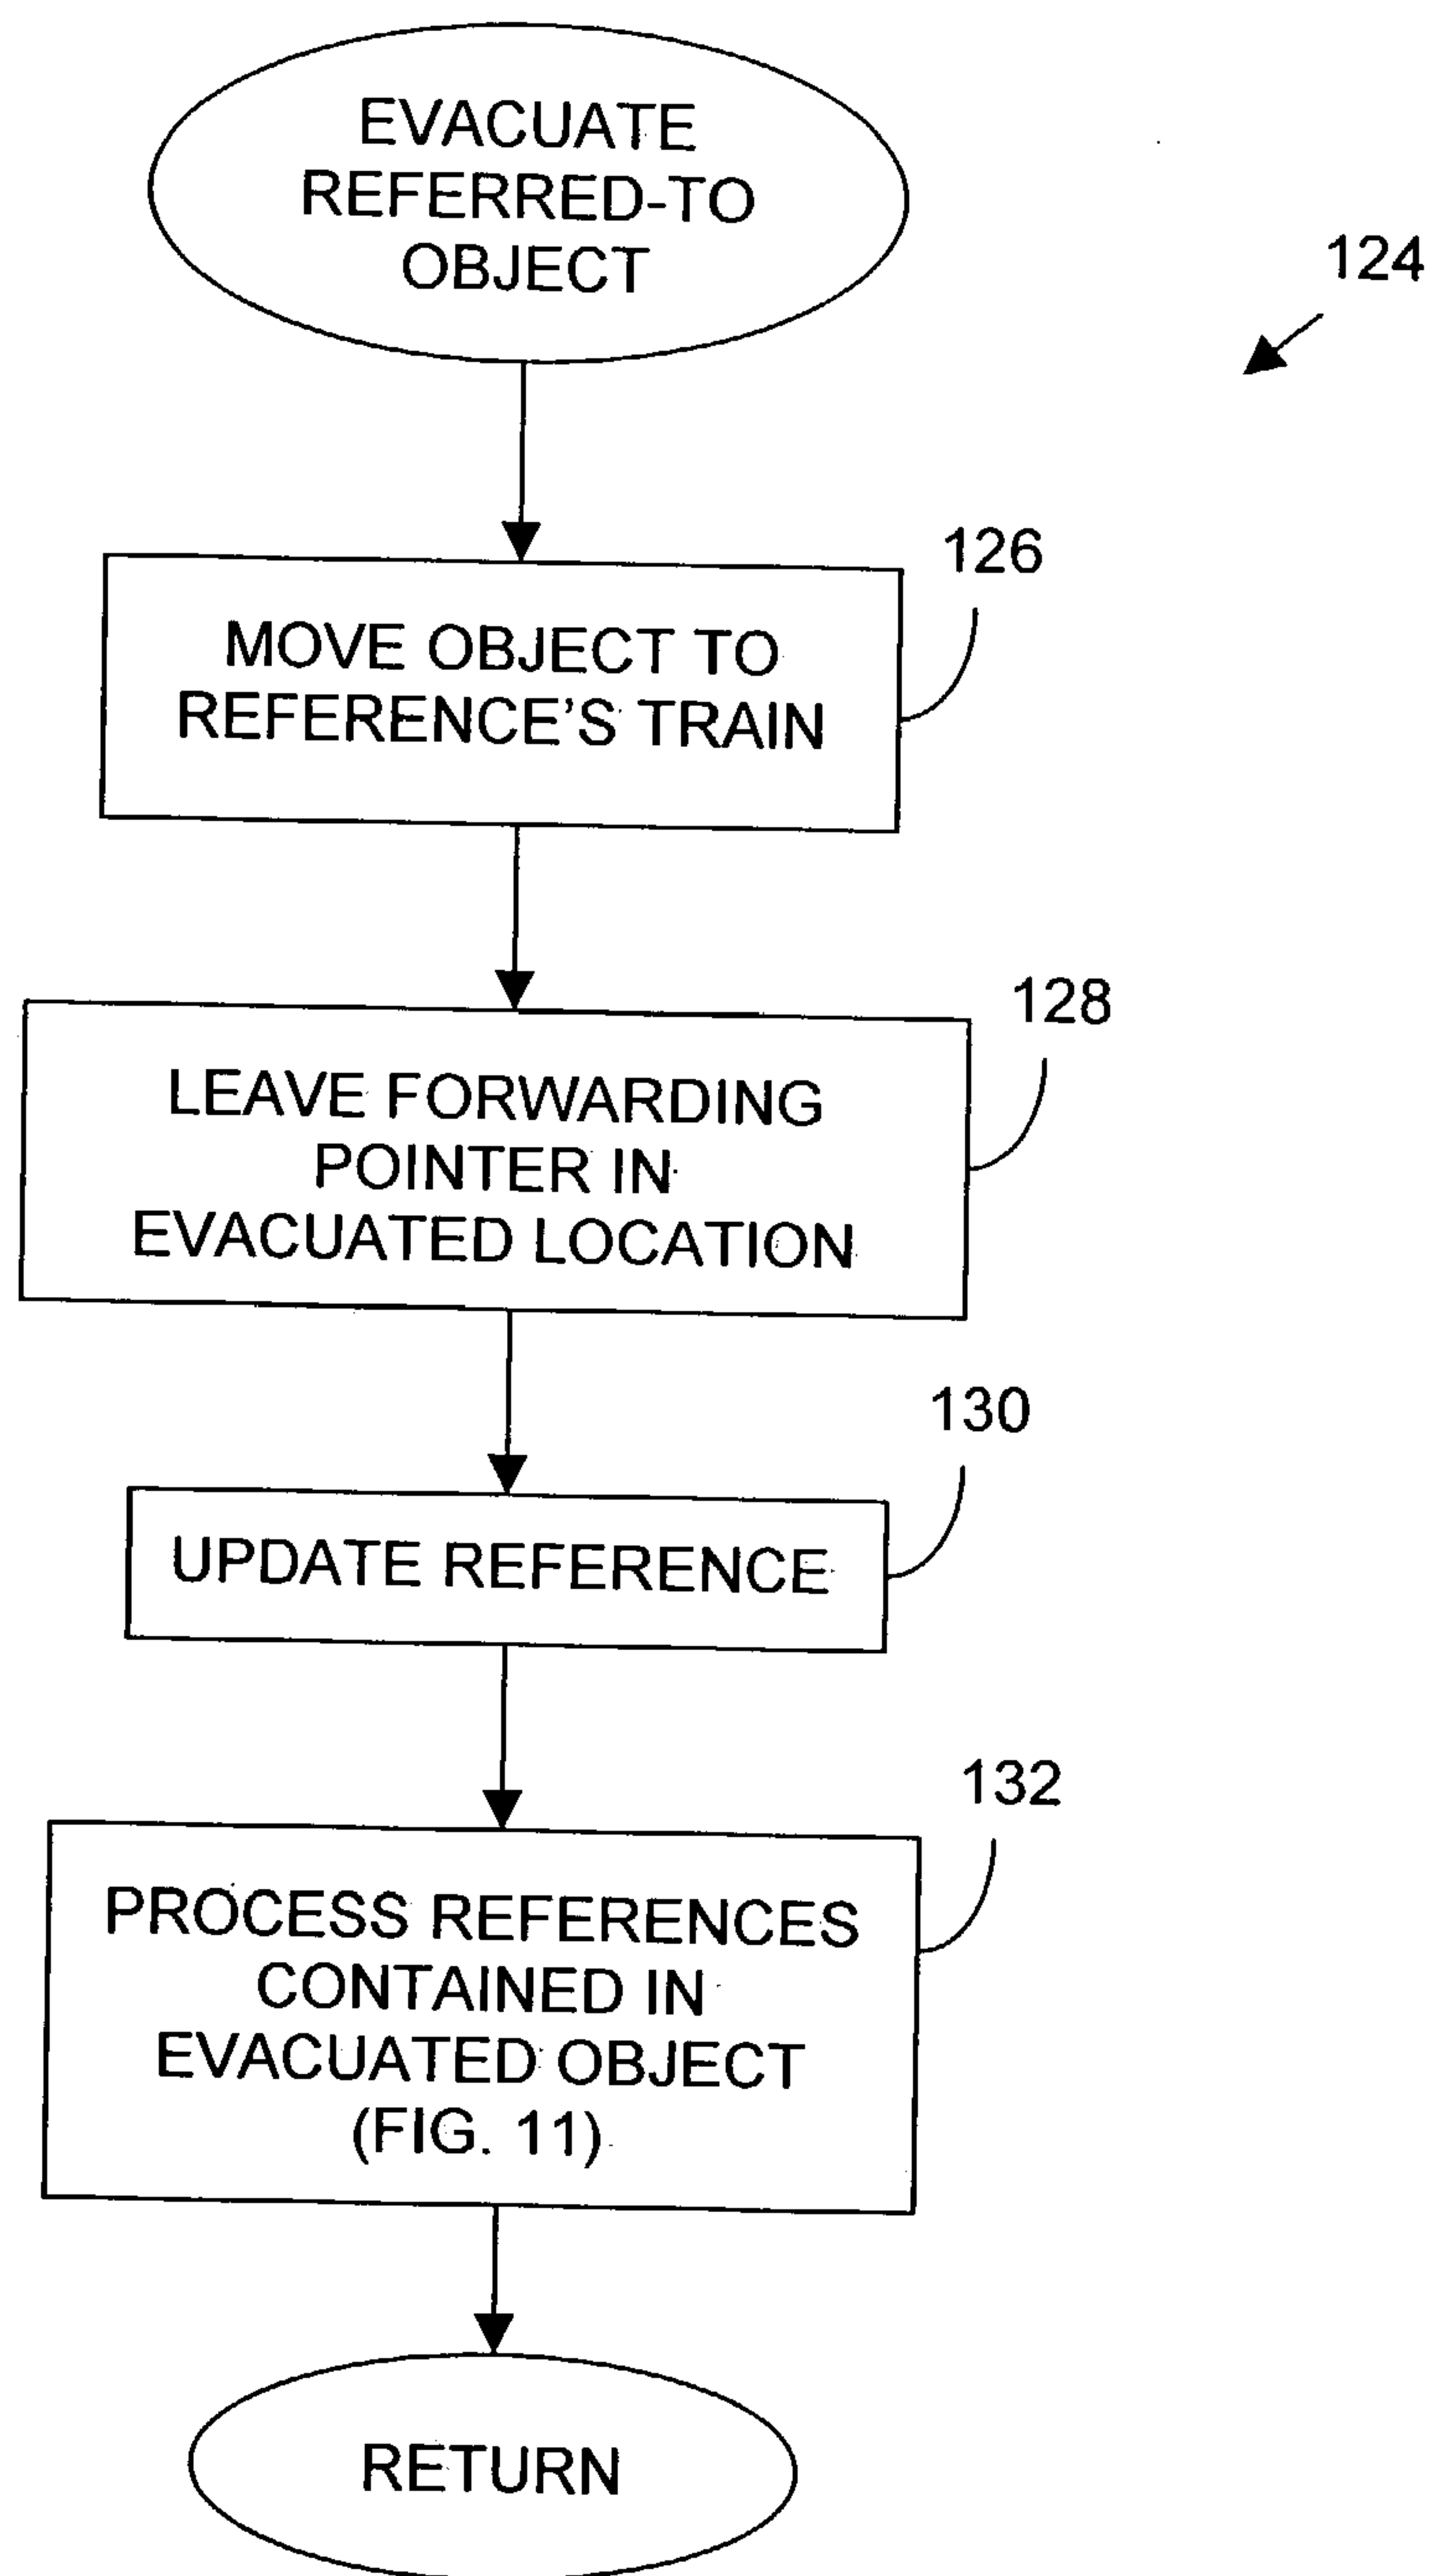 EVACUATE
REFERRED-TO
OBJECT
124
126
MOVE OBJECT TO
REFERENCE'S TRAIN
128
LEAVE FORWARDING
POINTER IN
EVACUATED LOCATION
130
UPDATE REFERENCE
132
PROCESS REFERENCES
CONTAINED IN
EVACUATED OBJECT
(FIG. 11)
RETURN